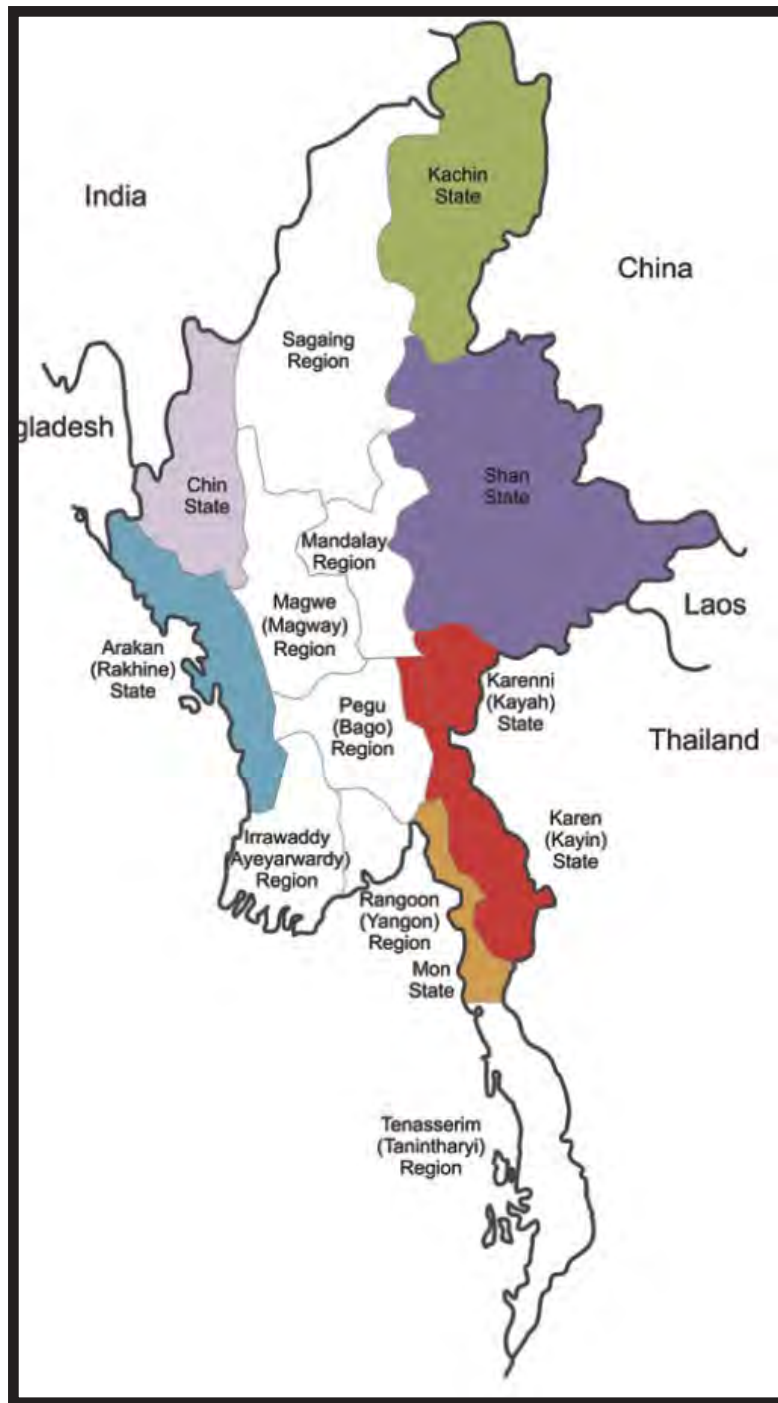 Kachin
State
India
China
Sagaing
Region
gladesh
Chin
State
Shan
State
Mandalay
Region
Laos
Magwe
(Magway)
Region
Arakan
(Rakhine)
State
Karenni
(Kayah)
State
Pegu
(Bago)
Region
Thailand
Karen
(Kayin)
State
Irrawaddy
(Ayeyarwardy)
Region
Rangoon
(Yangon)
Region
Mon
State
Tenasserim
(Tanintharyi)
Region